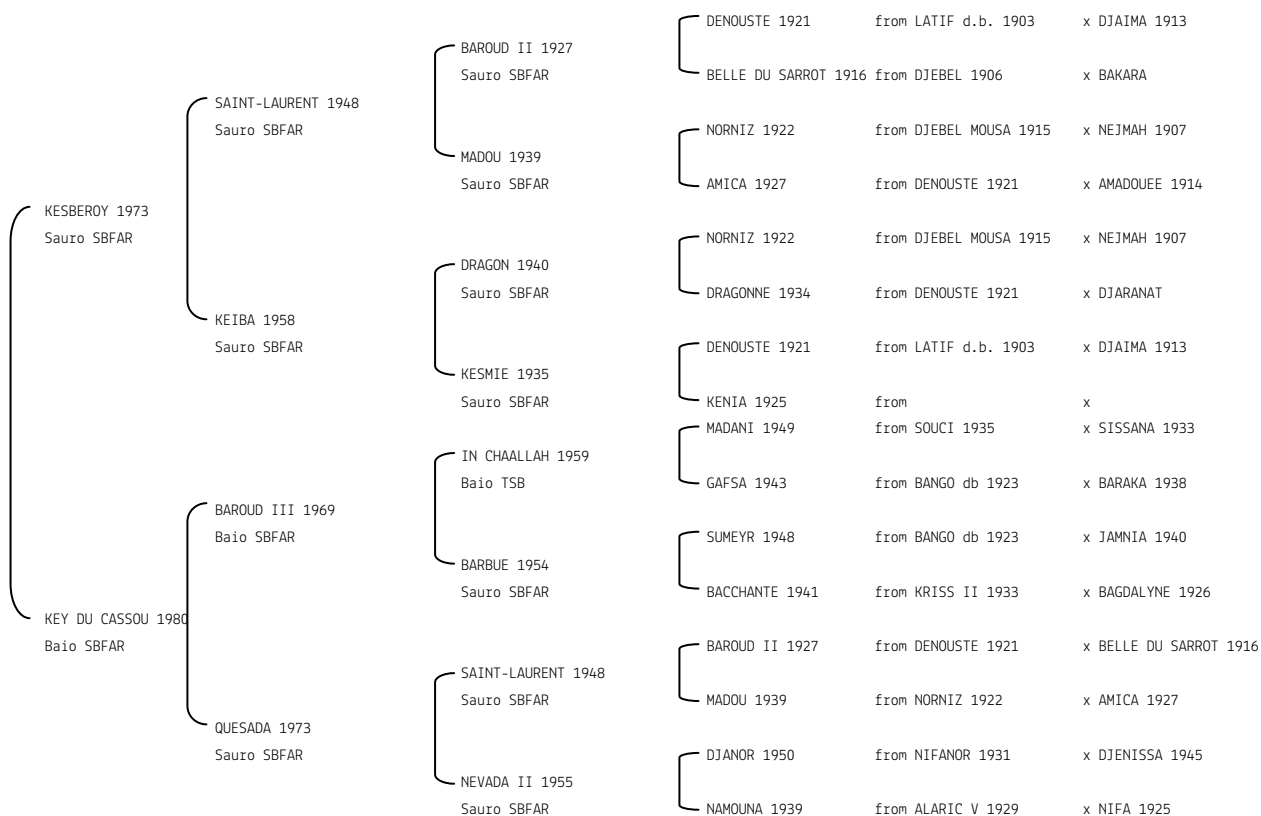 DENOUSTE 1921 from LATIF d.b. 1903 x DJAIMA 1913
BAROUD II 1927
Sauro SBFAR
BELLE DU SARROT 1916 from DJEBEL 1906 x BAKARA
SAINT-LAURENT 1948
Sauro SBFAR
NORNIZ 1922 from DJEBEL MOUSA 1915 x NEJMAH 1907
MADOU 1939
Sauro SBFAR
AMICA 1927 from DENOUSTE 1921 x AMADOUEE 1914
KESBEROY 1973
Sauro SBFAR
NORNIZ 1922 from DJEBEL MOUSA 1915 x NEJMAH 1907
DRAGON 1940
Sauro SBFAR
DRAGONNE 1934 from DENOUSTE 1921 x DJARANAT
KEIBA 1958
Sauro SBFAR
DENOUSTE 1921 from LATIF d.b. 1903 x DJAIMA 1913
KESMIE 1935
Sauro SBFAR
KENIA 1925 from x
MADANI 1949 from SOUCI 1935 x SISSANA 1933
IN CHAALLAH 1959
Baio TSB
GAFSA 1943 from BANGO db 1923 x BARAKA 1938
BAROUD III 1969
Baio SBFAR
SUMEYR 1948 from BANGO db 1923 x JAMNIA 1940
BARBUE 1954
Sauro SBFAR
BACCHANTE 1941 from KRISS II 1933 x BAGDALYNE 1926
KEY DU CASSOU 1980
Baio SBFAR
BAROUD II 1927 from DENOUSTE 1921 x BELLE DU SARROT 1916
SAINT-LAURENT 1948
Sauro SBFAR
MADOU 1939 from NORNIZ 1922 x AMICA 1927
QUESADA 1973
Sauro SBFAR
DJANOR 1950 from NIFANOR 1931 x DJENISSA 1945
NEVADA II 1955
Sauro SBFAR
NAMOUNA 1939 from ALARIC V 1929 x NIFA 1925